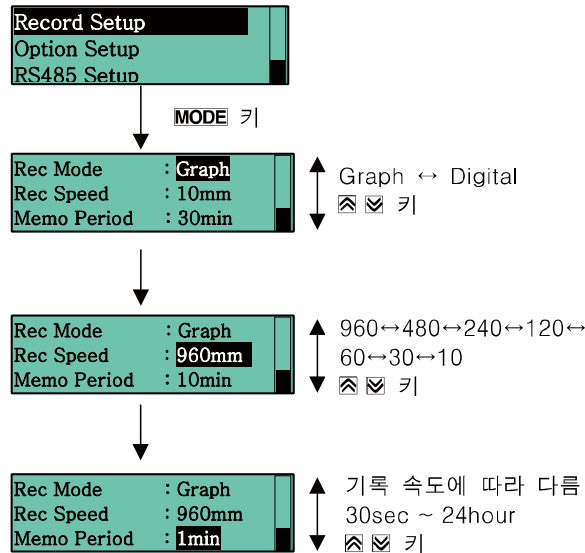 Record Setup
Option Setup
RS485 Setup
MODE 키
Rec Mode : Graph
Rec Speed : 10mm
Memo Period : 30min
Graph ↔ Digital
키
Rec Mode : Graph
Rec Speed : 960mm
Memo Period : 10min
960↔480↔240↔120↔
60↔30↔10
키
Rec Mode : Graph
Rec Speed : 960mm
Memo Period : 1min
기록 속도에 따라 다름
30sec ~ 24hour
키